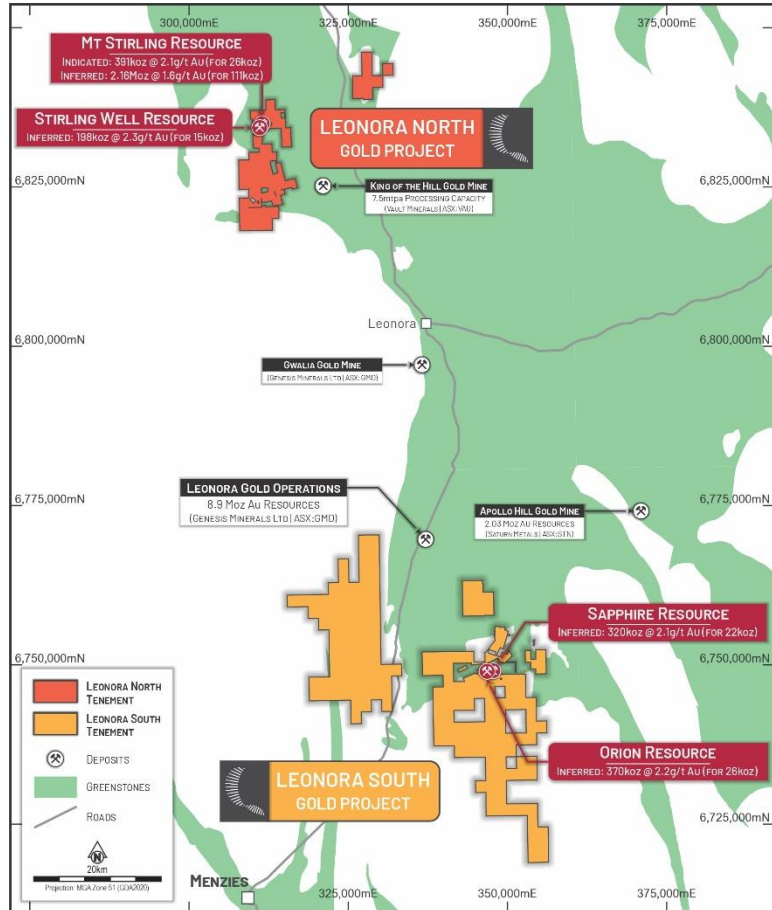 300,000mE
325,000mE
350,000mE
375,000mE
Mt Stirling Resource
Indicated: 391koz @ 2.1g/t Au (for 26koz)
Inferred: 2.16Moz @ 1.6g/t Au (for 111koz)
Stirling Well Resource
Inferred: 198koz @ 2.3g/t Au (for 15koz)
LEONORA NORTH
GOLD PROJECT
6,825,000mN
6,825,000mN
King of the Hill Gold Mine
7.5mtpa Processing Capacity
(Vault Minerals | ASX:VAU)
Leonora
6,800,000mN
6,800,000mN
Gwalia Gold Mine
(Genesis Minerals Ltd | ASX:GMD)
Leonora Gold Operations
8.9 Moz Au Resources
(Genesis Minerals Ltd | ASX:GMD)
6,775,000mN
6,775,000mN
Apollo Hill Gold Mine
2.03 Moz Au Resources
(Saturn Metals | ASX:STN)
Sapphire Resource
Inferred: 320koz @ 2.1g/t Au (for 22koz)
6,750,000mN
6,750,000mN
Orion Resource
Inferred: 370koz @ 2.2g/t Au (for 26koz)
LEONORA SOUTH
GOLD PROJECT
6,725,000mN
Leonora North
Tenement
Leonora South
Tenement
Deposits
Greenstones
Roads
N
20km
Projection: MGA Zone 51 (GDA2020)
Menzies
325,000mE
350,000mE
375,000mE